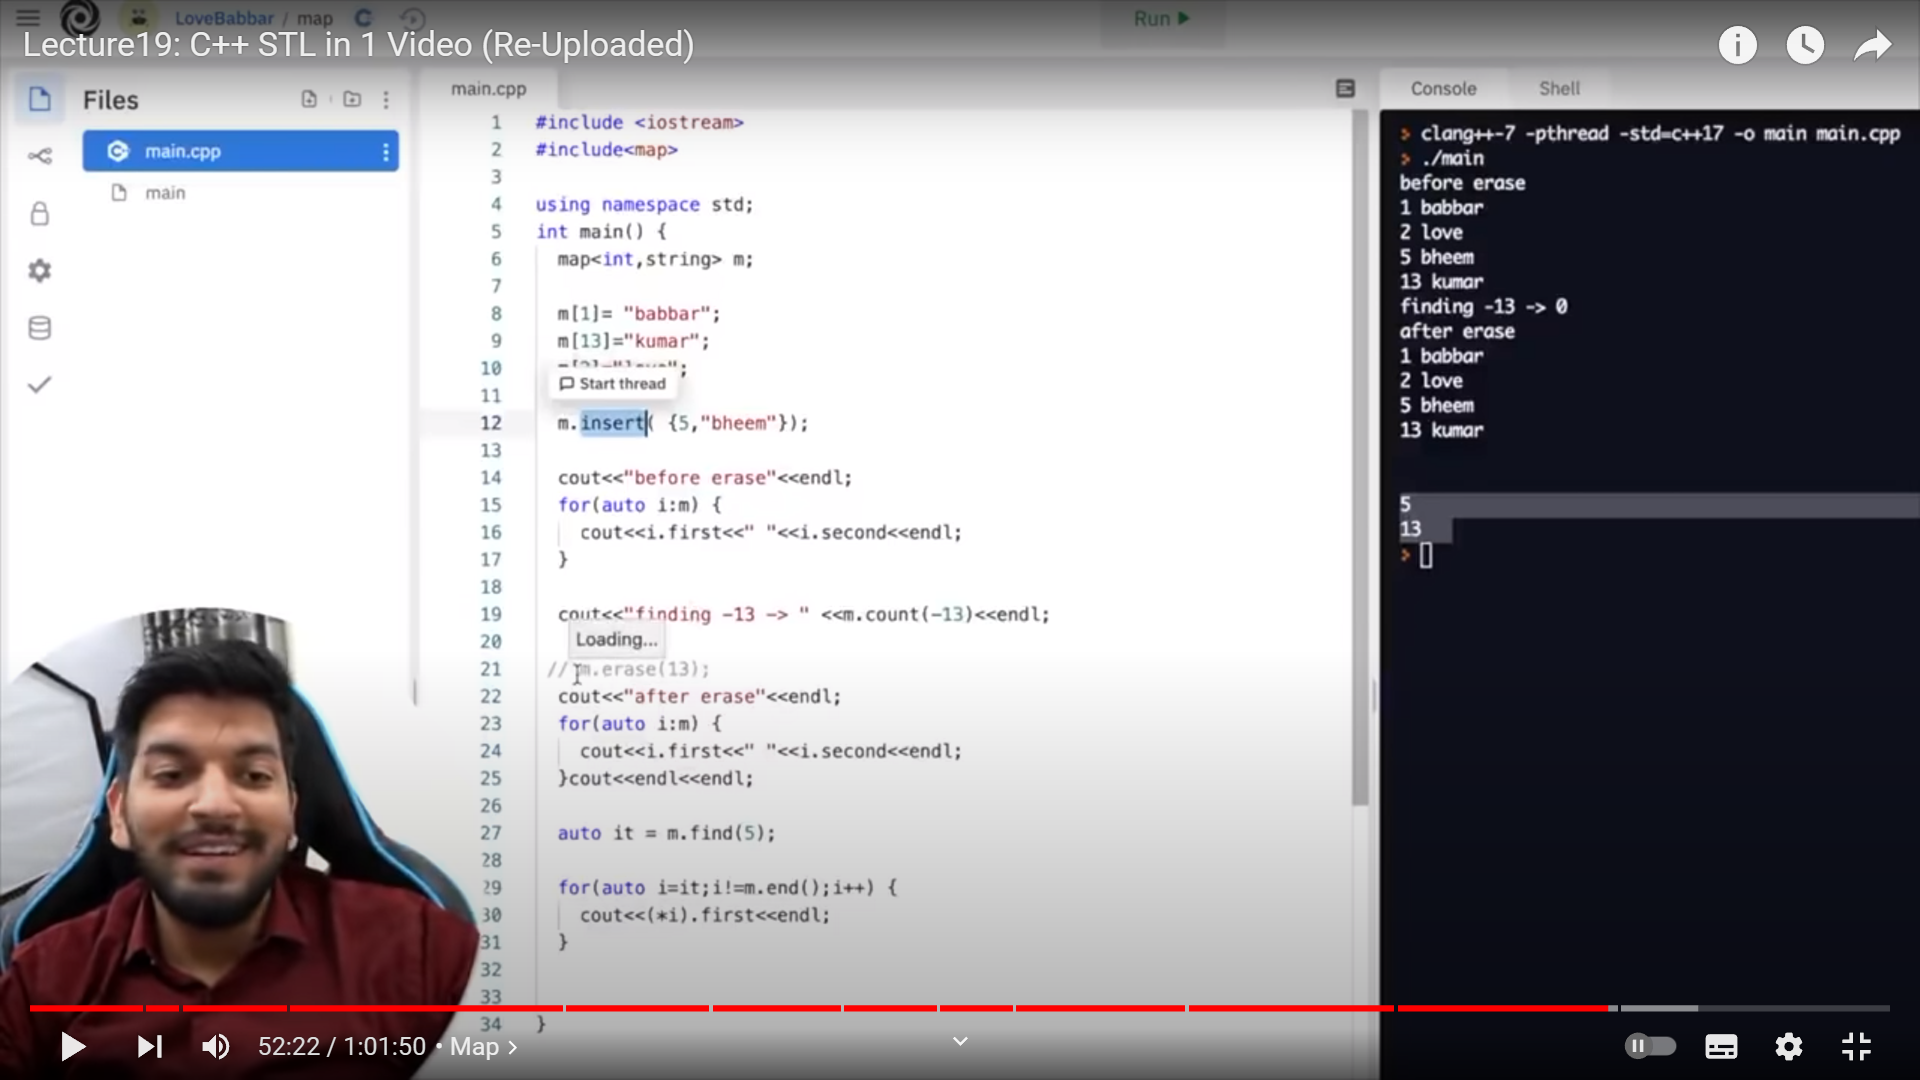 LoveBabbar / map
Run
Lecture19: C++ STL in 1 Video (Re-Uploaded)
Files
main.cpp
main
main.cpp
1 #include <iostream>
2 #include<map>
3
4 using namespace std;
5 int main() {
6 map<int,string> m;
7
8 m[1]= "babbar";
9 m[13]="kumar";
10 m[2]="love";
Start thread
11
12 m.insert( {5,"bheem"});
13
14 cout<<"before erase"<<endl;
15 for(auto i:m) {
16 cout<<i.first<<" "<<i.second<<endl;
17 }
18
19 cout<<"finding -13 -> " <<m.count(-13)<<endl;
20
Loading...
21 // m.erase(13);
22 cout<<"after erase"<<endl;
23 for(auto i:m) {
24 cout<<i.first<<" "<<i.second<<endl;
25 }cout<<endl<<endl;
26
27 auto it = m.find(5);
28
29 for(auto i=it;i!=m.end();i++) {
30 cout<<(*i).first<<endl;
31 }
32
33
34 }
Console
Shell
> clang++-7 -pthread -std=c++17 -o main main.cpp
> ./main
before erase
1 babbar
2 love
5 bheem
13 kumar
finding -13 -> 0
after erase
1 babbar
2 love
5 bheem
13 kumar
5
13
>
52:22 / 1:01:50 • Map >